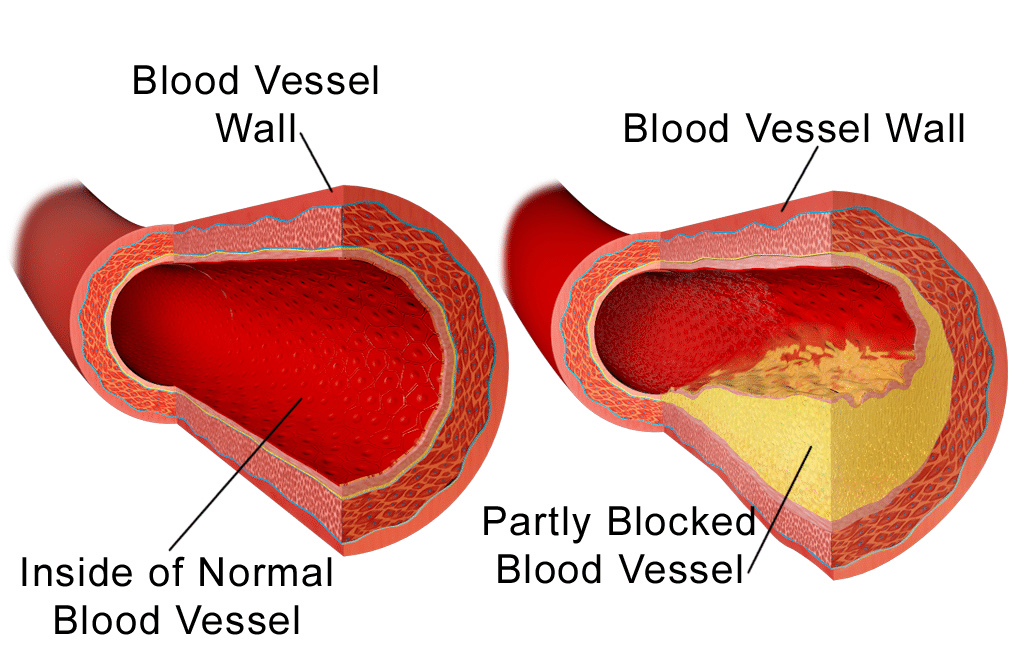 Blood Vessel
Wall
Blood Vessel Wall
Inside of Normal
Blood Vessel
Partly Blocked
Blood Vessel